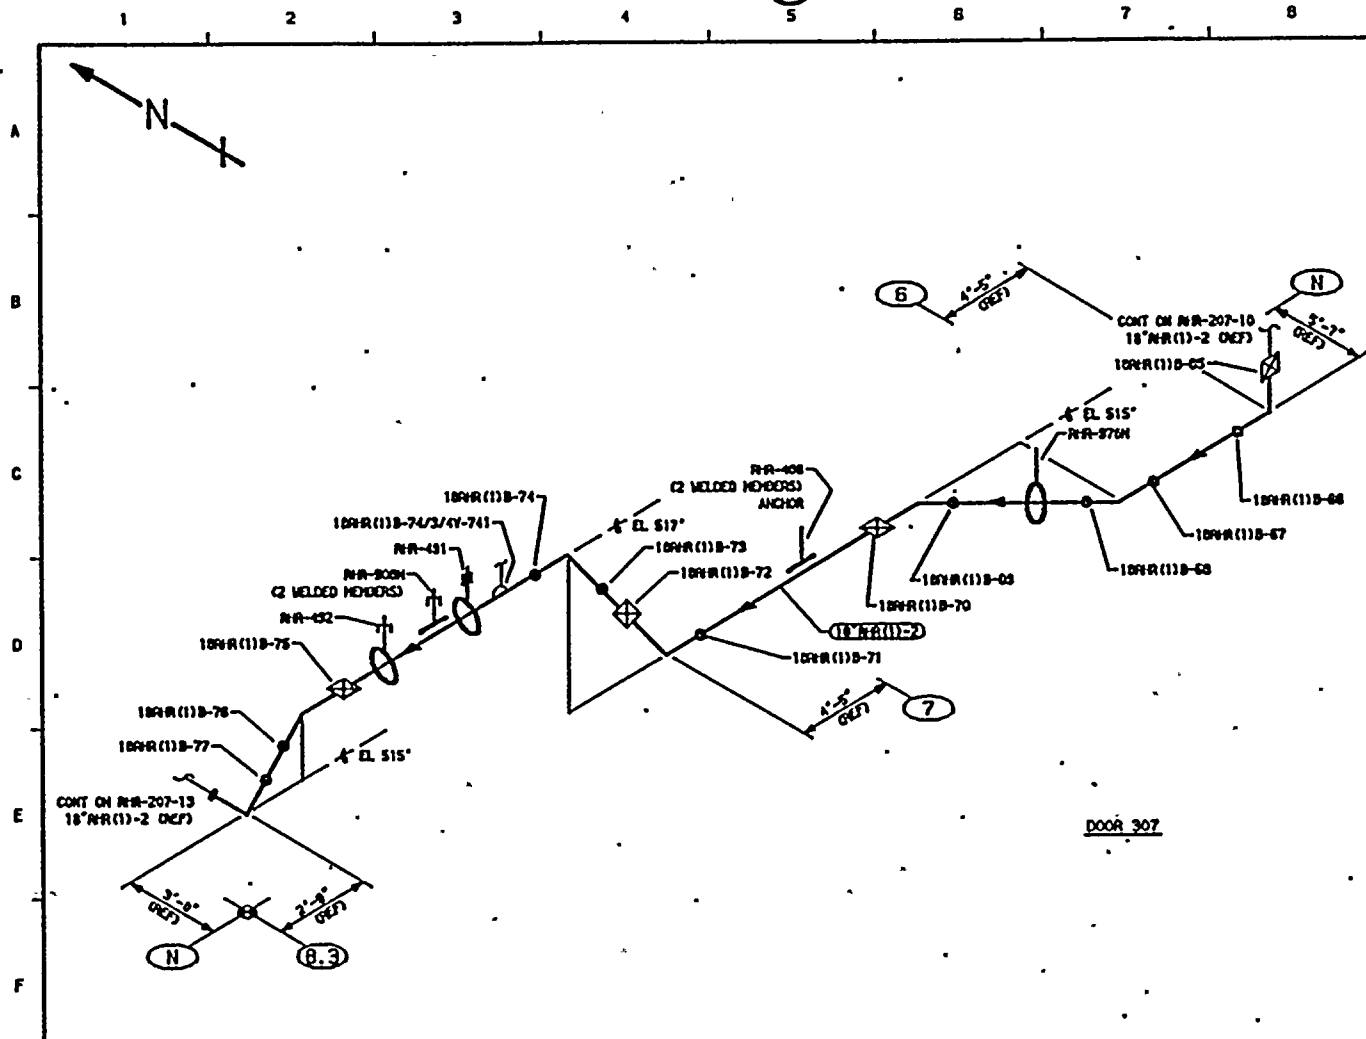 1 2 3 4 5 6 7 8
A
N
B
6
4'-5"
(REF)
N
5'-7"
(REF)
CONT ON RHR-207-10
18"RHR(1)-2 (REF)
18RHR(1)B-65
℄ EL 515'
RHR-976N
C
RHR-408
(2 WELDED MEMBERS)
ANCHOR
18RHR(1)B-66
18RHR(1)B-67
18RHR(1)B-68
18RHR(1)B-69
18RHR(1)B-70
18RHR(1)B-74
18RHR(1)B-74/3/4Y-741
℄ EL 517'
18RHR(1)B-73
18RHR(1)B-72
RHR-431
(2 WELDED MEMBERS)
RHR-432
D
18RHR(1)B-75
18"RHR(1)-2
18RHR(1)B-71
4'-5"
(REF)
7
18RHR(1)B-76
18RHR(1)B-77
℄ EL 515'
CONT ON RHR-207-13
18"RHR(1)-2 (REF)
E
DOOR 307
3'-0"
(REF)
2'-9"
(REF)
N
8.3
F